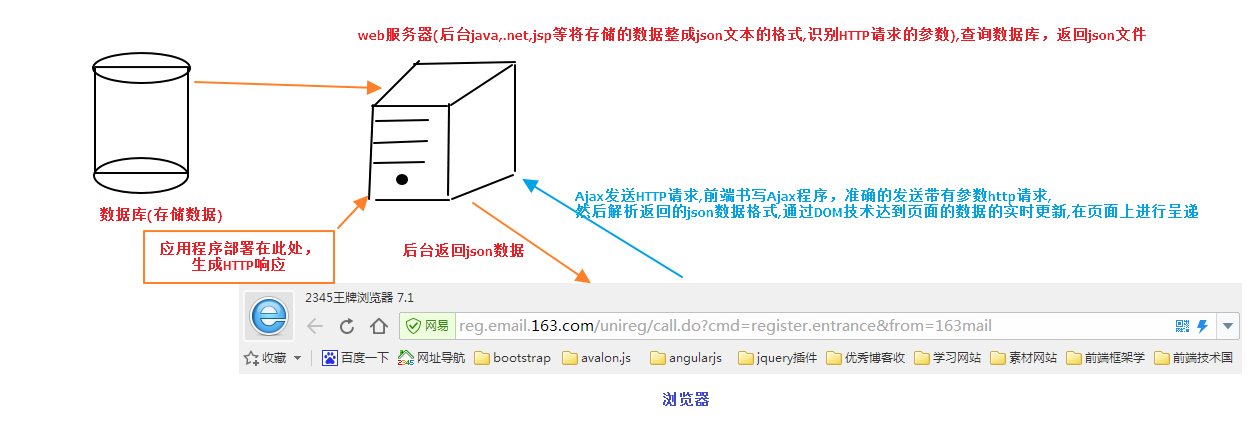 web服务器(后台java,.net,jsp等将存储的数据整成json文本的格式,识别HTTP请求的参数),查询数据库，返回json文件
Ajax发送HTTP请求,前端书写Ajax程序，准确的发送带有参数http请求,
然后解析返回的json数据格式,通过DOM技术达到页面的数据的实时更新,在页面上进行呈递
数据库(存储数据)
应用程序部署在此处，
生成HTTP响应
后台返回json数据
2345王牌浏览器 7.1
网易 reg.email.163.com/unireg/call.do?cmd=register.entrance&from=163mail
收藏 百度一下 网址导航 bootstrap avalon.js angularjs jquery插件 优秀博客收 学习网站 素材网站 前端框架学 前端技术国
浏览器